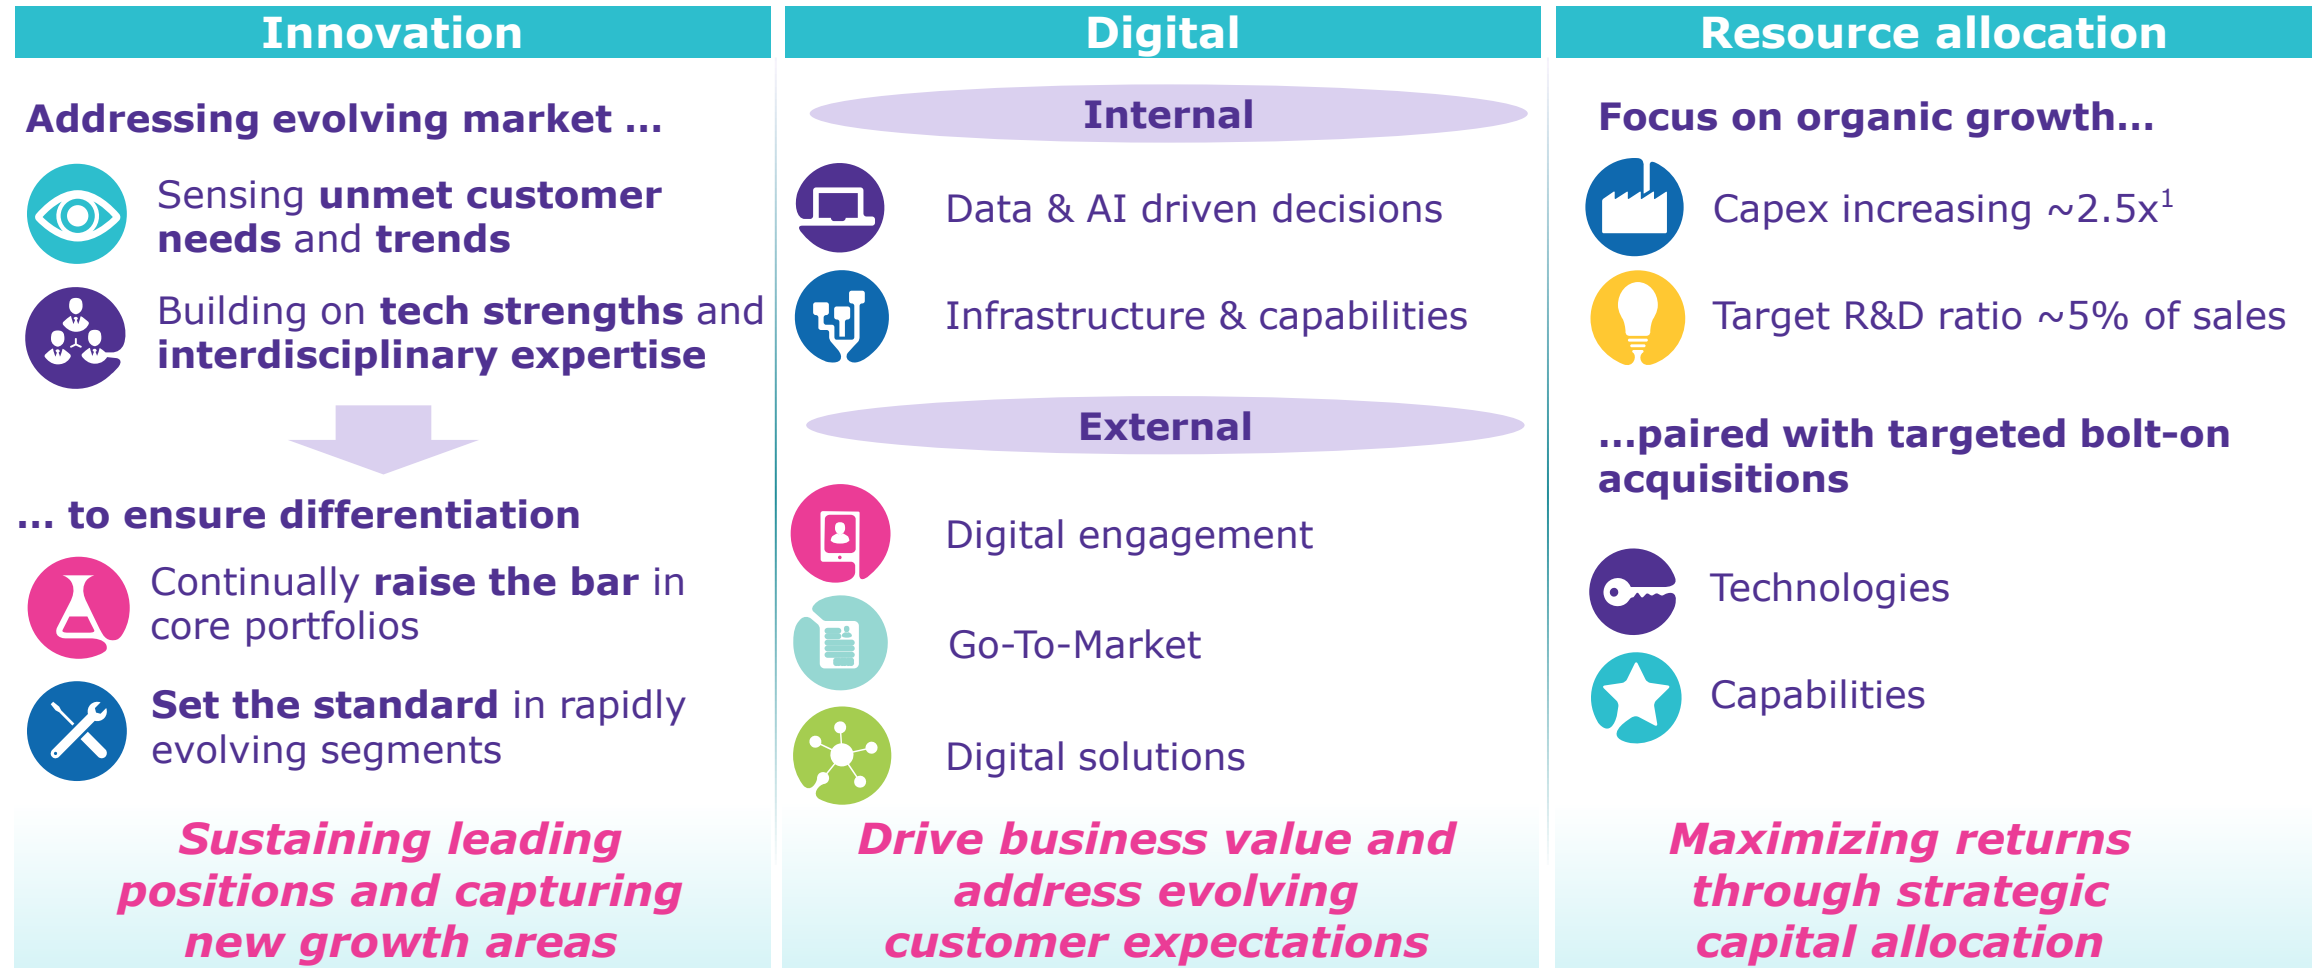 Innovation
Addressing evolving market ...
Sensing unmet customer
needs and trends
Building on tech strengths and
interdisciplinary expertise
... to ensure differentiation
Continually raise the bar in
core portfolios
Set the standard in rapidly
evolving segments
Sustaining leading
positions and capturing
new growth areas
Digital
Internal
Data & AI driven decisions
Infrastructure & capabilities
External
Digital engagement
Go-To-Market
Digital solutions
Drive business value and
address evolving
customer expectations
Resource allocation
Focus on organic growth...
Capex increasing ~2.5x¹
Target R&D ratio ~5% of sales
...paired with targeted bolt-on
acquisitions
Technologies
Capabilities
Maximizing returns
through strategic
capital allocation